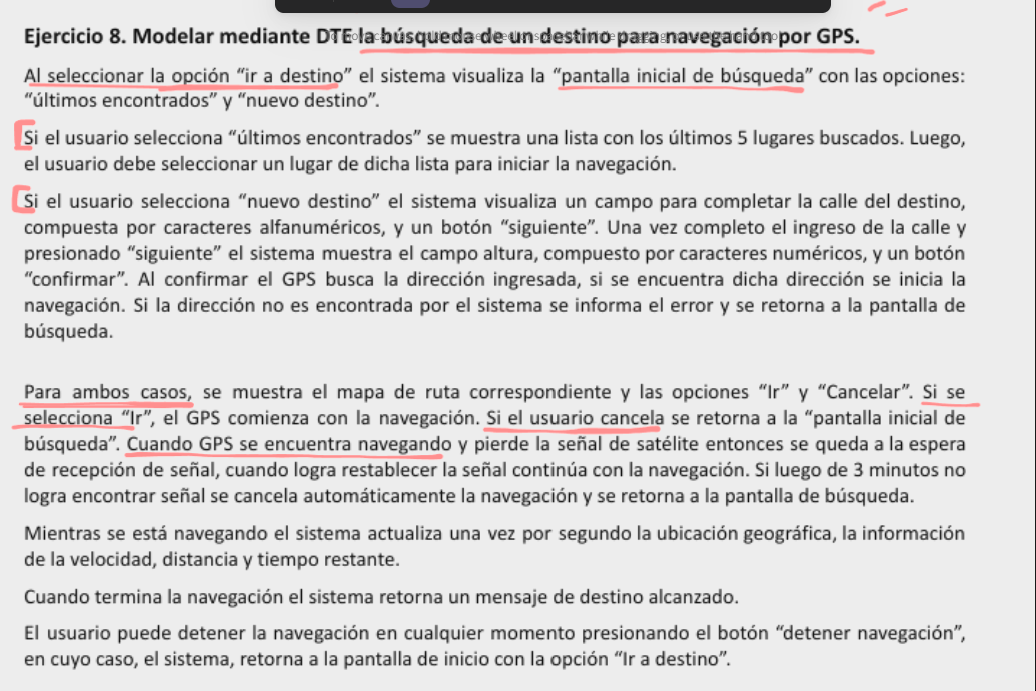 Ejercicio 8. Modelar mediante DTE la búsqueda de un destino para navegación por GPS.
Al seleccionar la opción “ir a destino” el sistema visualiza la “pantalla inicial de búsqueda” con las opciones:
“últimos encontrados” y “nuevo destino”.
Si el usuario selecciona “últimos encontrados” se muestra una lista con los últimos 5 lugares buscados. Luego,
el usuario debe seleccionar un lugar de dicha lista para iniciar la navegación.
Si el usuario selecciona “nuevo destino” el sistema visualiza un campo para completar la calle del destino,
compuesta por caracteres alfanuméricos, y un botón “siguiente”. Una vez completo el ingreso de la calle y
presionado “siguiente” el sistema muestra el campo altura, compuesto por caracteres numéricos, y un botón
“confirmar”. Al confirmar el GPS busca la dirección ingresada, si se encuentra dicha dirección se inicia la
navegación. Si la dirección no es encontrada por el sistema se informa el error y se retorna a la pantalla de
búsqueda.
Para ambos casos, se muestra el mapa de ruta correspondiente y las opciones “Ir” y “Cancelar”. Si se
selecciona “Ir”, el GPS comienza con la navegación. Si el usuario cancela se retorna a la “pantalla inicial de
búsqueda”. Cuando GPS se encuentra navegando y pierde la señal de satélite entonces se queda a la espera
de recepción de señal, cuando logra restablecer la señal continúa con la navegación. Si luego de 3 minutos no
logra encontrar señal se cancela automáticamente la navegación y se retorna a la pantalla de búsqueda.
Mientras se está navegando el sistema actualiza una vez por segundo la ubicación geográfica, la información
de la velocidad, distancia y tiempo restante.
Cuando termina la navegación el sistema retorna un mensaje de destino alcanzado.
El usuario puede detener la navegación en cualquier momento presionando el botón “detener navegación”,
en cuyo caso, el sistema, retorna a la pantalla de inicio con la opción “Ir a destino”.